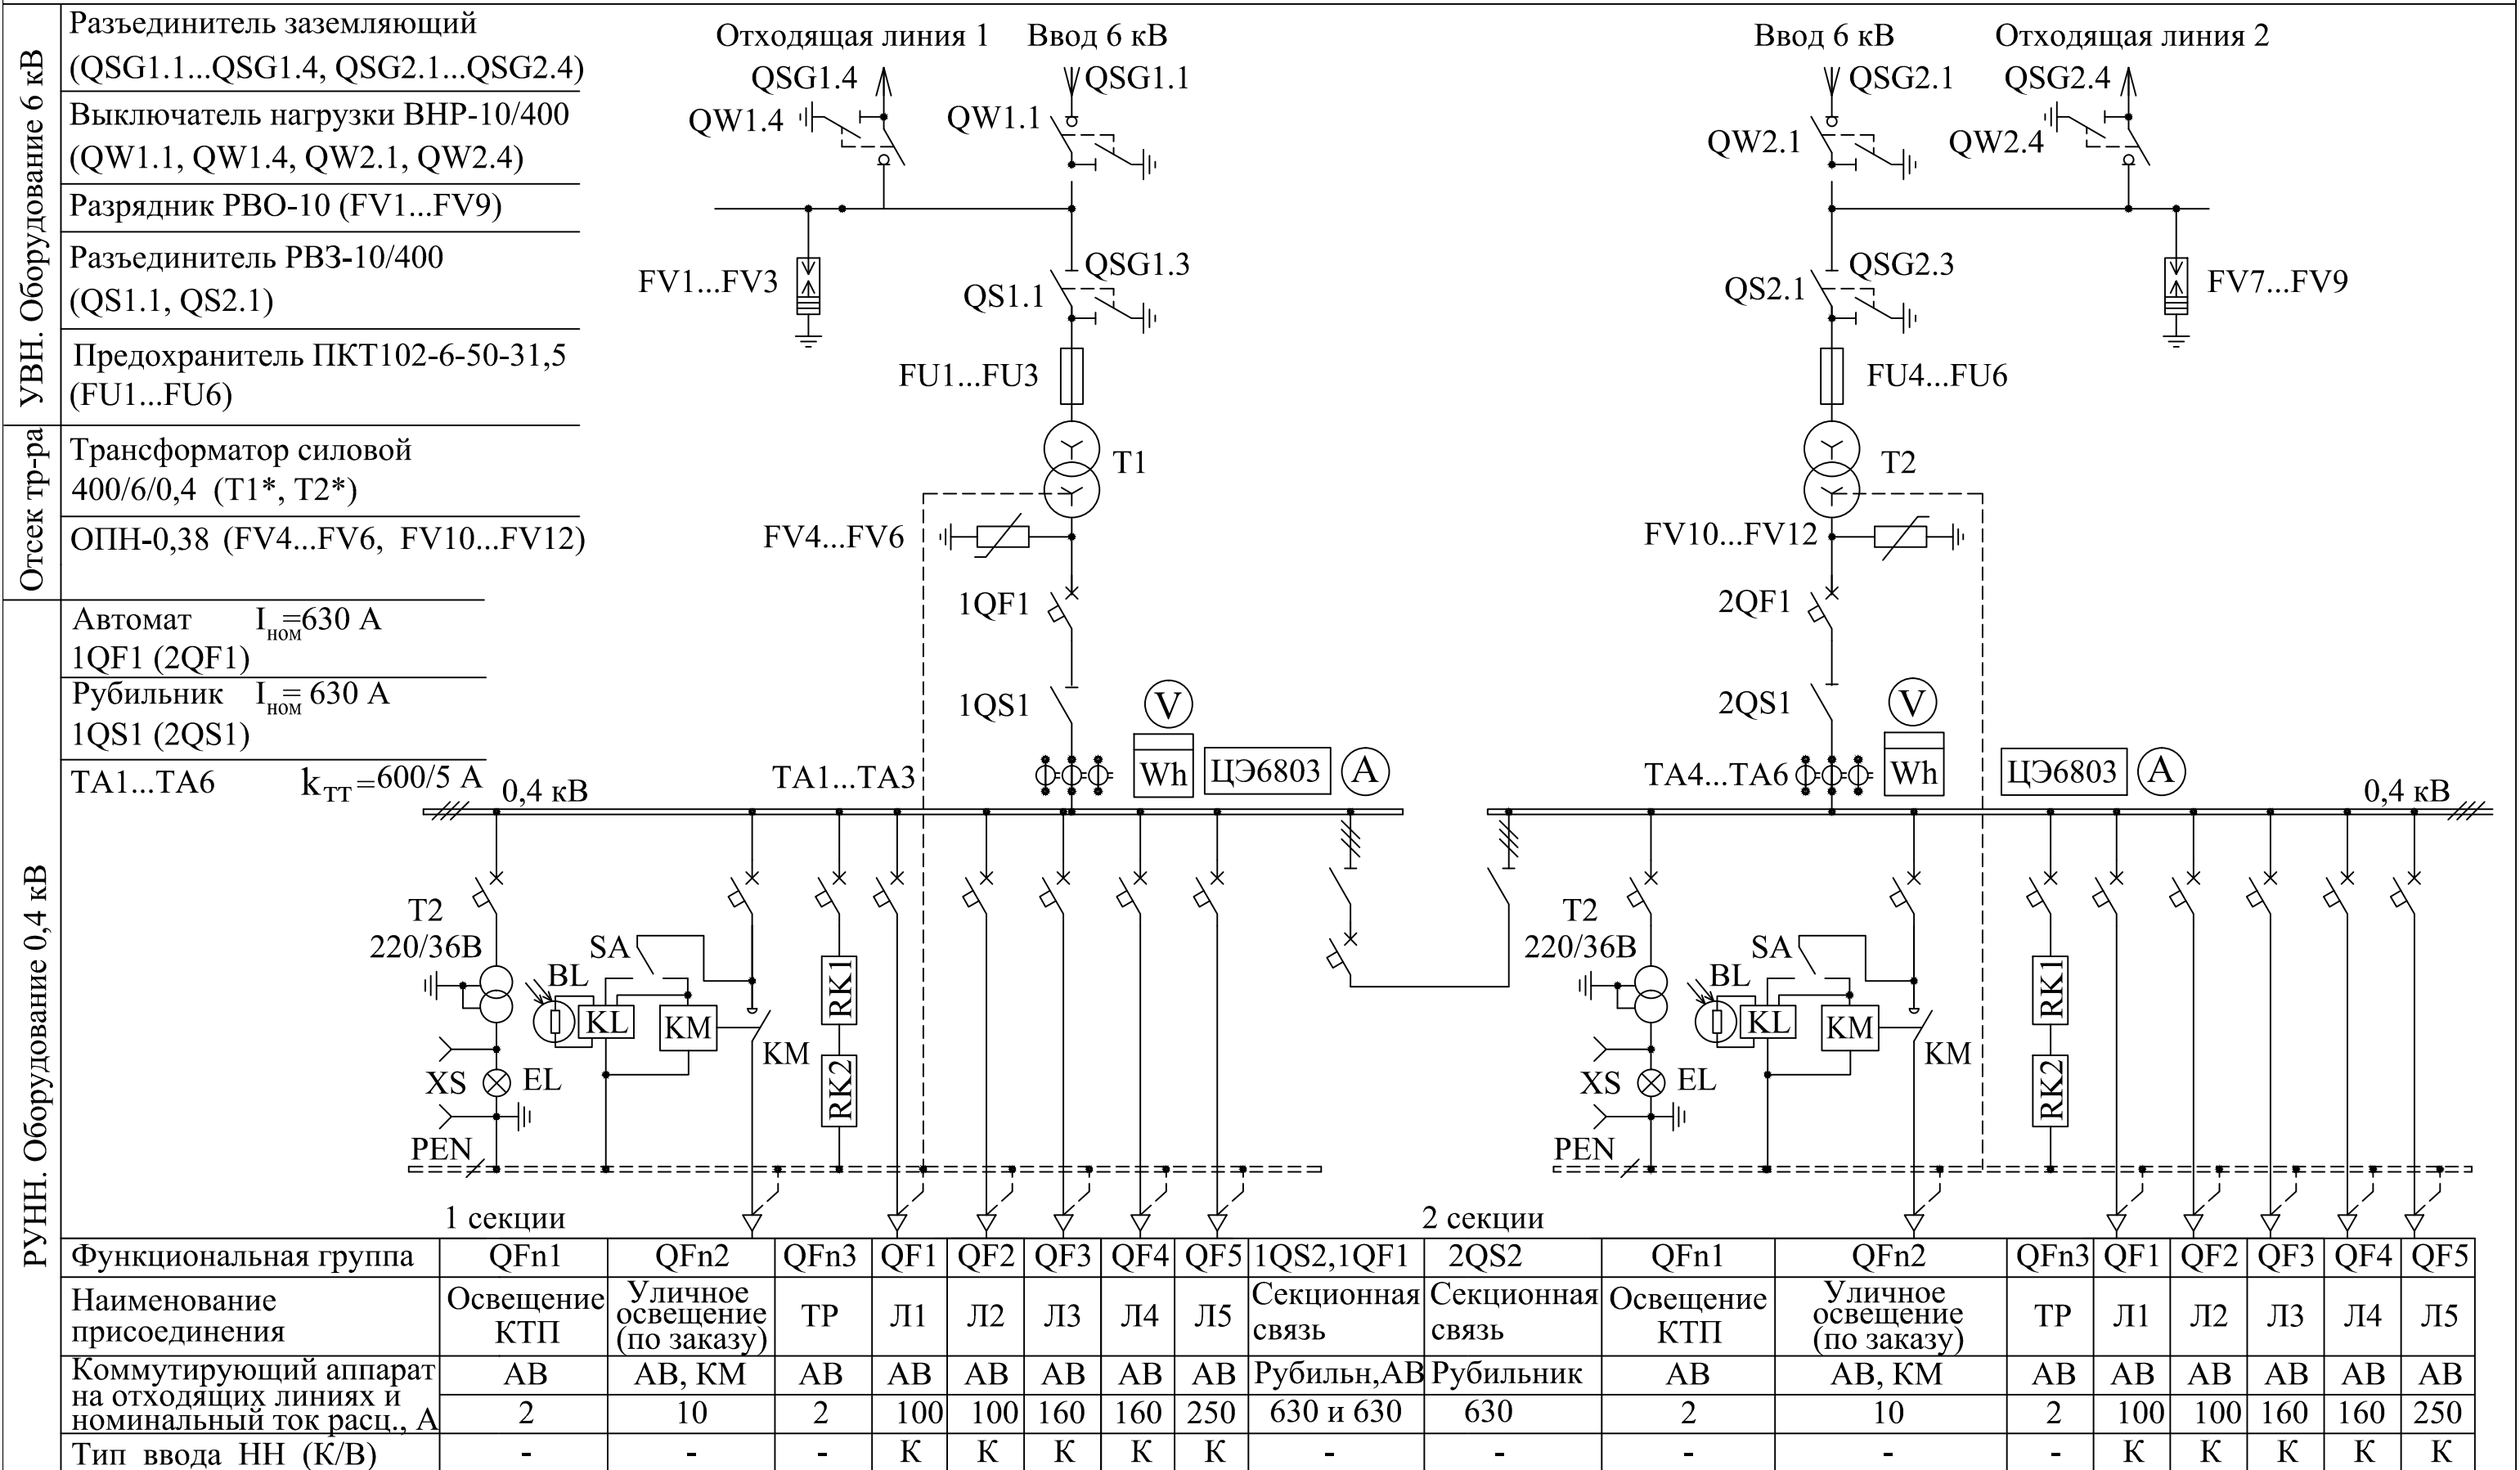 УВН. Оборудование 6 кВ
Разъединитель заземляющий
(QSG1.1...QSG1.4, QSG2.1...QSG2.4)
Выключатель нагрузки ВНР-10/400
(QW1.1, QW1.4, QW2.1, QW2.4)
Разрядник РВО-10 (FV1...FV9)
Разъединитель РВЗ-10/400
(QS1.1, QS2.1)
Предохранитель ПКТ102-6-50-31,5
(FU1...FU6)
Отсек тр-ра
Трансформатор силовой
400/6/0,4 (Т1*, Т2*)
ОПН-0,38 (FV4...FV6, FV10...FV12)
РУНН. Оборудование 0,4 кВ
Автомат Iном=630 А
1QF1 (2QF1)
Рубильник Iном= 630 А
1QS1 (2QS1)
ТА1...ТА6 kТТ=600/5 А
Отходящая линия 1
Ввод 6 кВ
QSG1.4
QSG1.1
QW1.4
QW1.1
FV1...FV3
QSG1.3
QS1.1
FU1...FU3
Т1
FV4...FV6
1QF1
1QS1
V
Wh
ЦЭ6803
A
ТА1...ТА3
0,4 кВ
Ввод 6 кВ
Отходящая линия 2
QSG2.1
QSG2.4
QW2.1
QW2.4
QSG2.3
QS2.1
FV7...FV9
FU4...FU6
Т2
FV10...FV12
2QF1
2QS1
V
Wh
ЦЭ6803
A
ТА4...ТА6
0,4 кВ
Т2
220/36В
SA
BL
KL
KM
KM
RK1
RK2
XS
EL
PEN
1 секции
Т2
220/36В
SA
BL
KL
KM
KM
RK1
RK2
XS
EL
PEN
2 секции
Функциональная группа QFn1 QFn2 QFn3 QF1 QF2 QF3 QF4 QF5 1QS2,1QF1 2QS2 QFn1 QFn2 QFn3 QF1 QF2 QF3 QF4 QF5
Наименование
присоединения
Освещение
КТП
Уличное
освещение
(по заказу)
ТР Л1 Л2 Л3 Л4 Л5
Секционная
связь
Секционная
связь
Освещение
КТП
Уличное
освещение
(по заказу)
ТР Л1 Л2 Л3 Л4 Л5
Коммутирующий аппарат
на отходящих линиях и
номинальный ток расц., А
АВ АВ, КМ АВ АВ АВ АВ АВ АВ Рубильн,АВ Рубильник АВ АВ, КМ АВ АВ АВ АВ АВ АВ
2 10 2 100 100 160 160 250 630 и 630 630 2 10 2 100 100 160 160 250
Тип ввода НН (К/В) - - - К К К К К - - - - - К К К К К